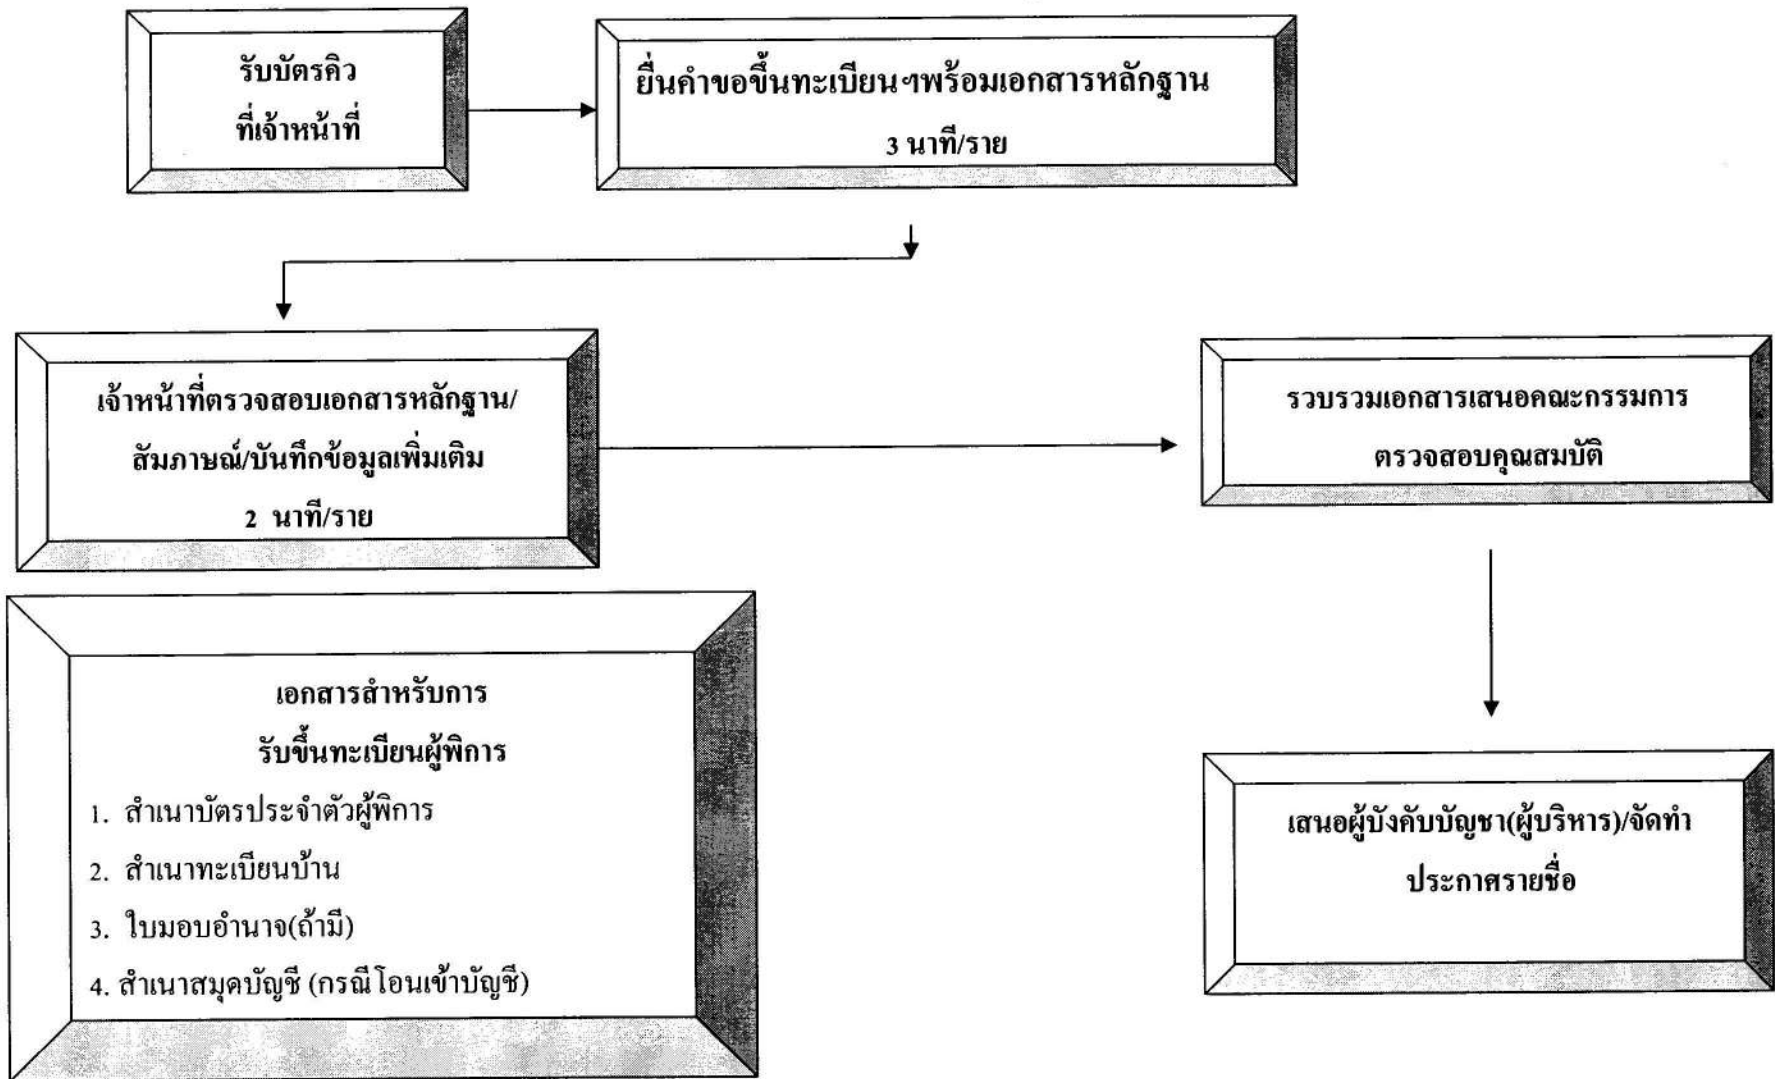 รับบัตรคิว
ที่เจ้าหน้าที่
ยื่นคำขอขึ้นทะเบียนฯพร้อมเอกสารหลักฐาน
3 นาที/ราย
เจ้าหน้าที่ตรวจสอบเอกสารหลักฐาน/
สัมภาษณ์/บันทึกข้อมูลเพิ่มเติม
2 นาที/ราย
รวบรวมเอกสารเสนอคณะกรรมการ
ตรวจสอบคุณสมบัติ
เอกสารสำหรับการ
รับขึ้นทะเบียนผู้พิการ
1. สำเนาบัตรประจำตัวผู้พิการ
2. สำเนาทะเบียนบ้าน
3. ใบมอบอำนาจ(ถ้ามี)
4. สำเนาสมุดบัญชี (กรณีโอนเข้าบัญชี)
เสนอผู้บังคับบัญชา(ผู้บริหาร)/จัดทำ
ประกาศรายชื่อ